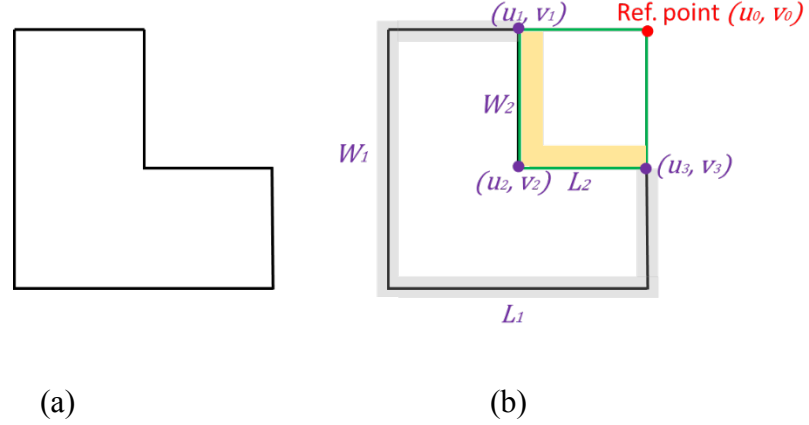 (u1, v1)
Ref. point (u0, v0)
W2
W1
(u2, v2)
L2
(u3, v3)
L1
(a)
(b)